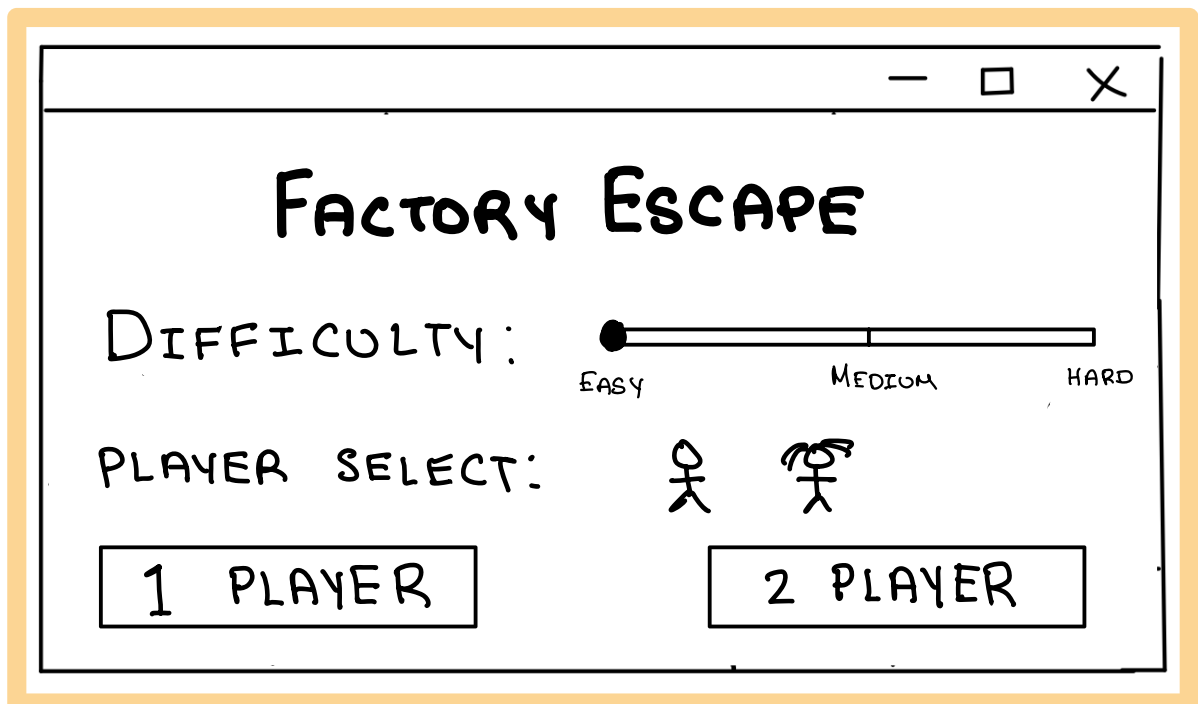 FACTORY ESCAPE
DIFFICULTY:
EASY MEDIUM HARD
PLAYER SELECT:
1 PLAYER 2 PLAYER